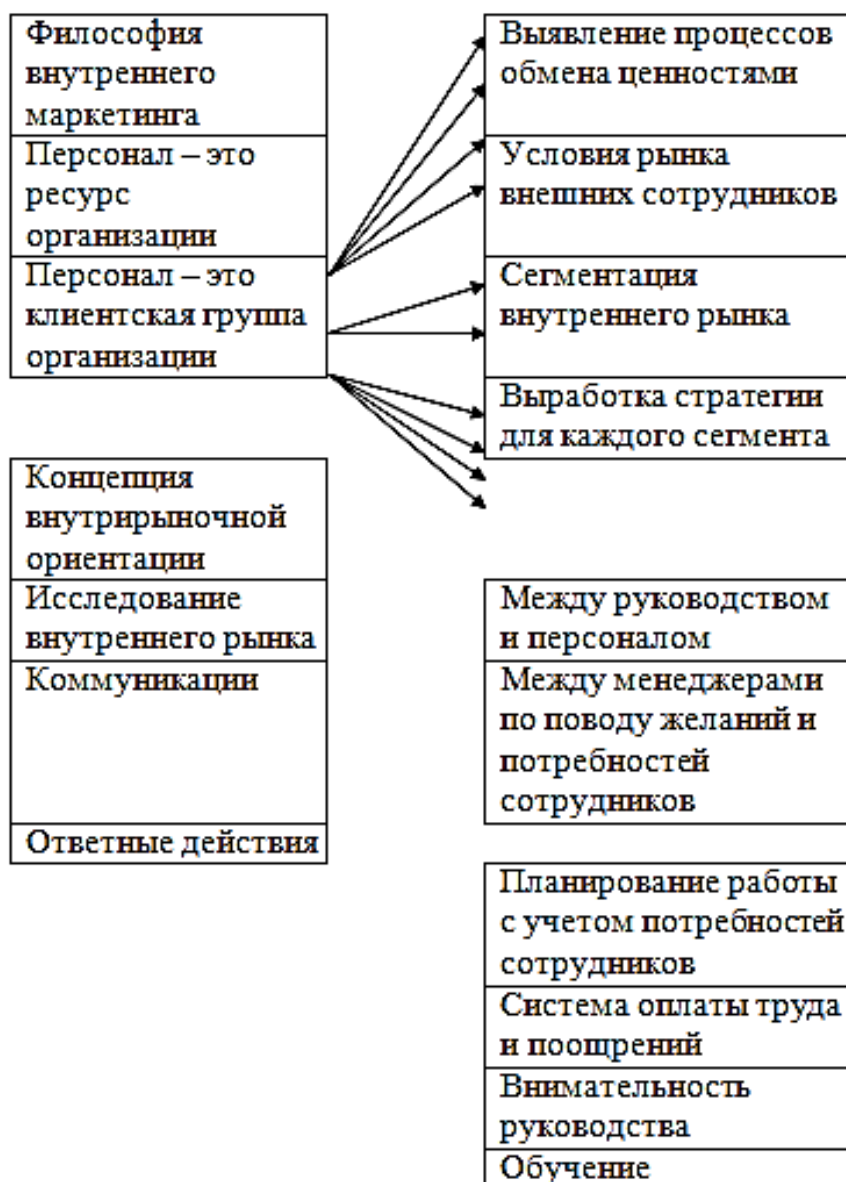 Философия
внутреннего
маркетинга
Персонал – это
ресурс
организации
Персонал – это
клиентская группа
организации
Концепция
внутрирыночной
ориентации
Исследование
внутреннего рынка
Коммуникации
Ответные действия
Выявление процессов
обмена ценностями
Условия рынка
внешних сотрудников
Сегментация
внутреннего рынка
Выработка стратегии
для каждого сегмента
Между руководством
и персоналом
Между менеджерами
по поводу желаний и
потребностей
сотрудников
Планирование работы
с учетом потребностей
сотрудников
Система оплаты труда
и поощрений
Внимательность
руководства
Обучение